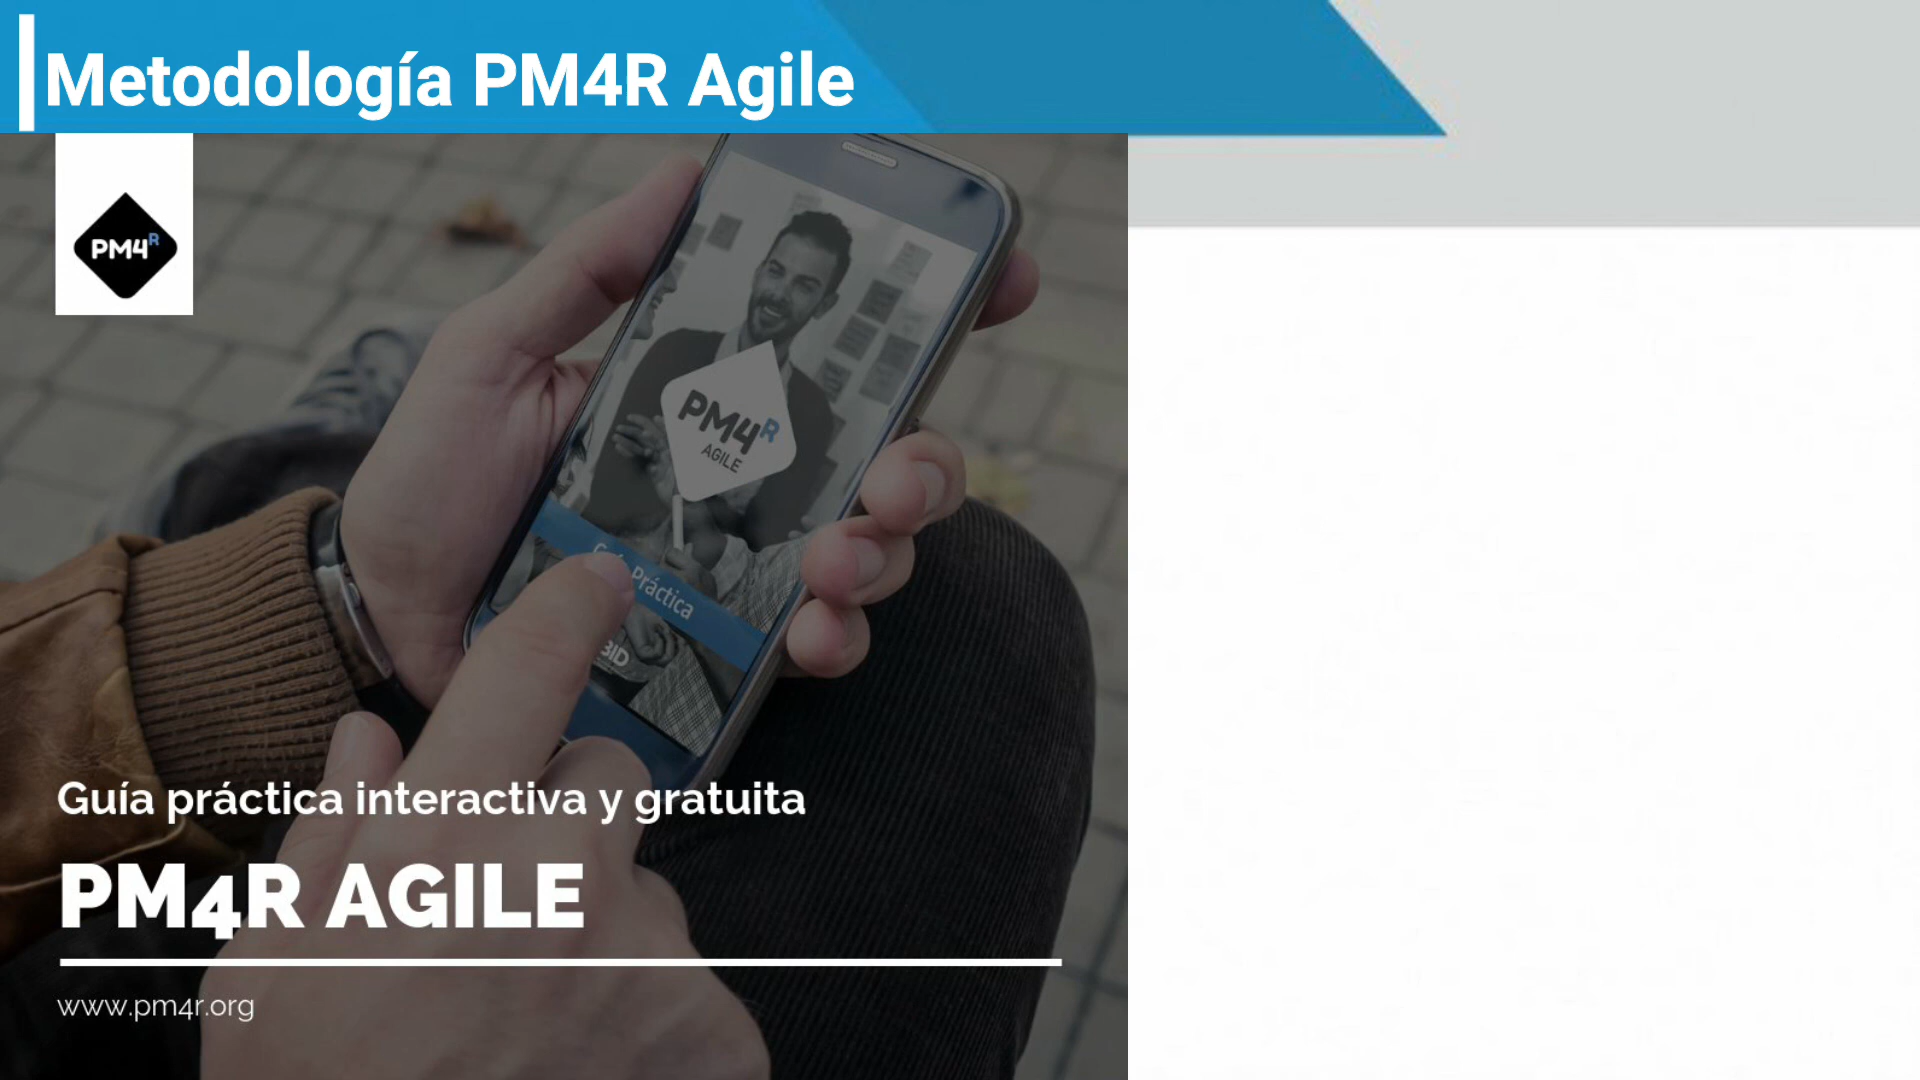 Metodología PM4R Agile
PM4R
PM4R
AGILE
Práctica
BID
Guía práctica interactiva y gratuita
PM4R AGILE
www.pm4r.org